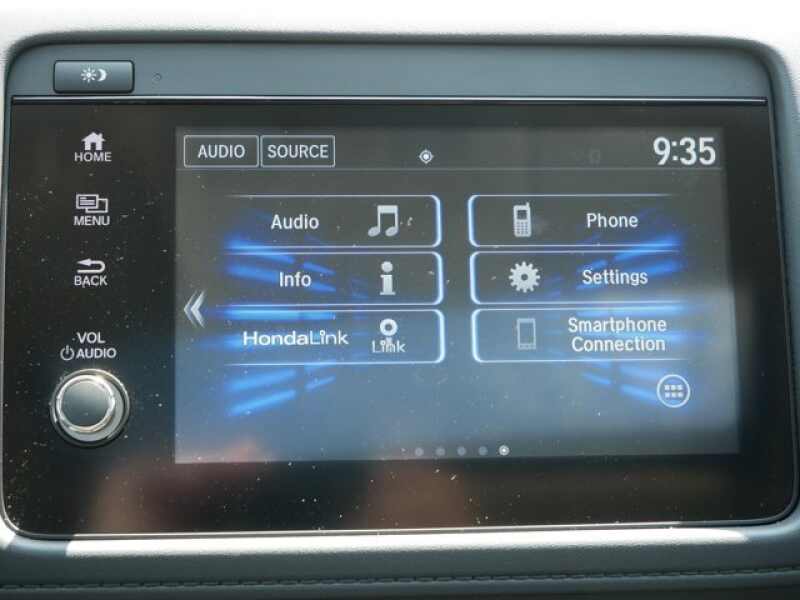 HOME
MENU
BACK
VOL
AUDIO
AUDIO SOURCE
9:35
Audio
Phone
Info
Settings
HondaLink
Link
Smartphone
Connection